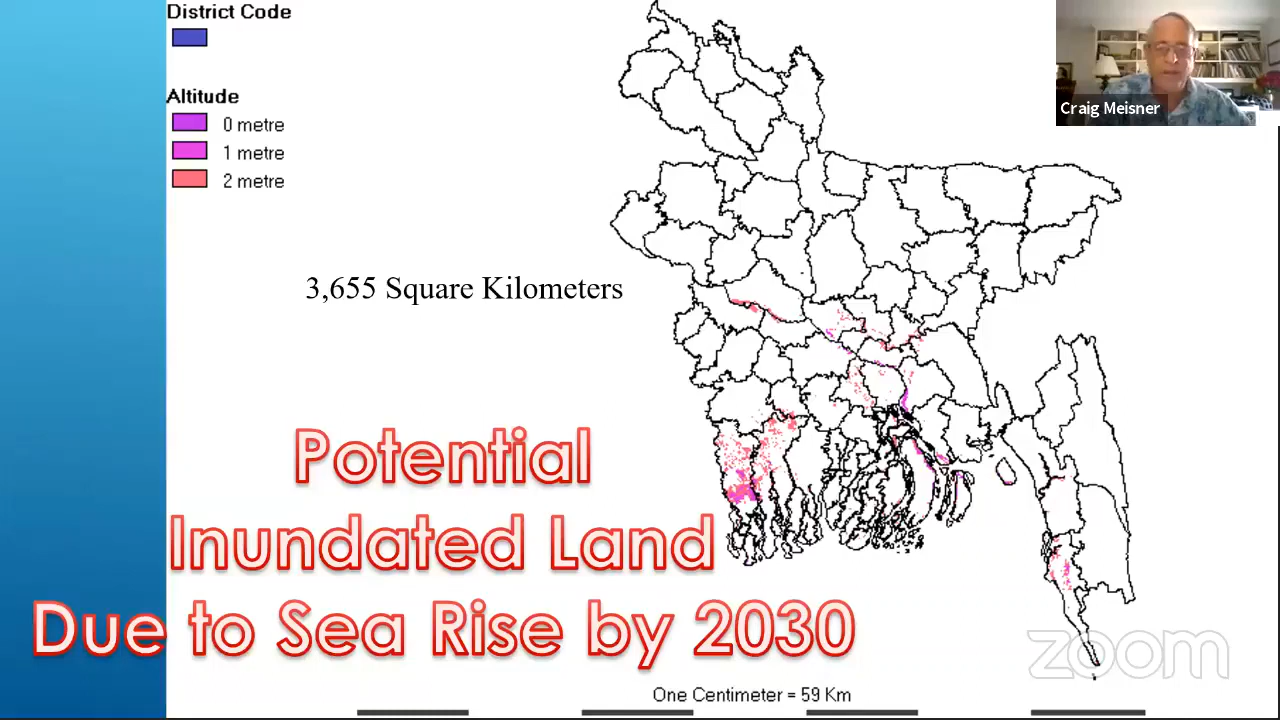 District Code
Altitude
0 metre
1 metre
2 metre
Craig Meisner
3,655 Square Kilometers
Potential
Inundated Land
Due to Sea Rise by 2030
zoom
One Centimeter = 59 Km